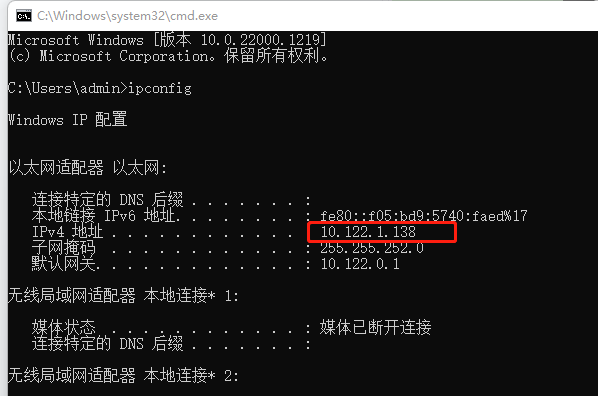 C:\Windows\system32\cmd.exe
Microsoft Windows [版本 10.0.22000.1219]
(c) Microsoft Corporation。保留所有权利。
C:\Users\admin>ipconfig
Windows IP 配置
以太网适配器 以太网:
连接特定的 DNS 后缀 . . . . . . . :
本地链接 IPv6 地址. . . . . . . . : fe80::f05:bd9:5740:faed%17
IPv4 地址 . . . . . . . . . . . . : 10.122.1.138
子网掩码 . . . . . . . . . . . . : 255.255.252.0
默认网关. . . . . . . . . . . . . : 10.122.0.1
无线局域网适配器 本地连接* 1:
媒体状态 . . . . . . . . . . . . : 媒体已断开连接
连接特定的 DNS 后缀 . . . . . . . :
无线局域网适配器 本地连接* 2: